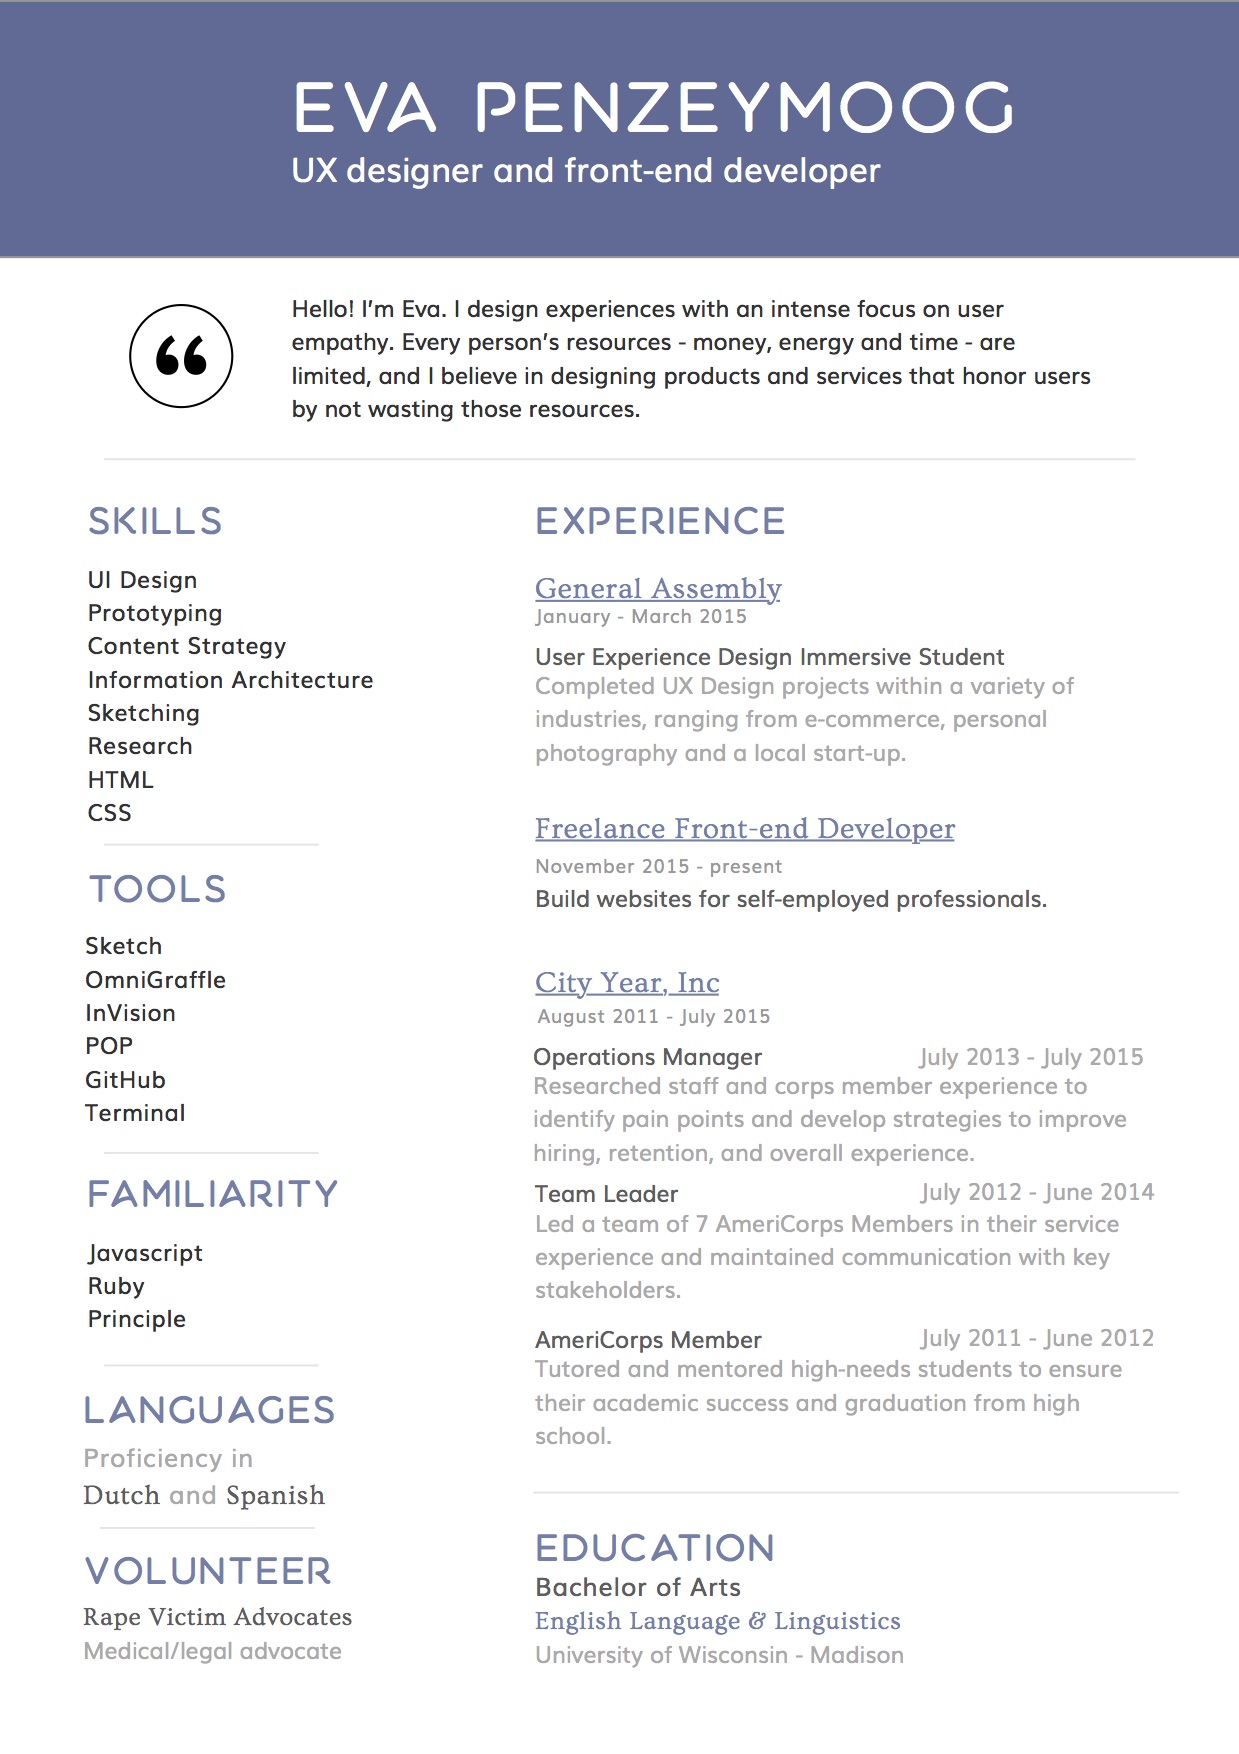 EVA PENZEYMOOG
UX designer and front-end developer
“
Hello! I’m Eva. I design experiences with an intense focus on user
empathy. Every person’s resources - money, energy and time - are
limited, and I believe in designing products and services that honor users
by not wasting those resources.
SKILLS
UI Design
Prototyping
Content Strategy
Information Architecture
Sketching
Research
HTML
CSS
TOOLS
Sketch
OmniGraffle
InVision
POP
GitHub
Terminal
FAMILIARITY
Javascript
Ruby
Principle
LANGUAGES
Proficiency in
Dutch and Spanish
VOLUNTEER
Rape Victim Advocates
Medical/legal advocate
EXPERIENCE
General Assembly
January - March 2015
User Experience Design Immersive Student
Completed UX Design projects within a variety of
industries, ranging from e-commerce, personal
photography and a local start-up.
Freelance Front-end Developer
November 2015 - present
Build websites for self-employed professionals.
City Year, Inc
August 2011 - July 2015
Operations Manager July 2013 - July 2015
Researched staff and corps member experience to
identify pain points and develop strategies to improve
hiring, retention, and overall experience.
Team Leader July 2012 - June 2014
Led a team of 7 AmeriCorps Members in their service
experience and maintained communication with key
stakeholders.
AmeriCorps Member July 2011 - June 2012
Tutored and mentored high-needs students to ensure
their academic success and graduation from high
school.
EDUCATION
Bachelor of Arts
English Language & Linguistics
University of Wisconsin - Madison